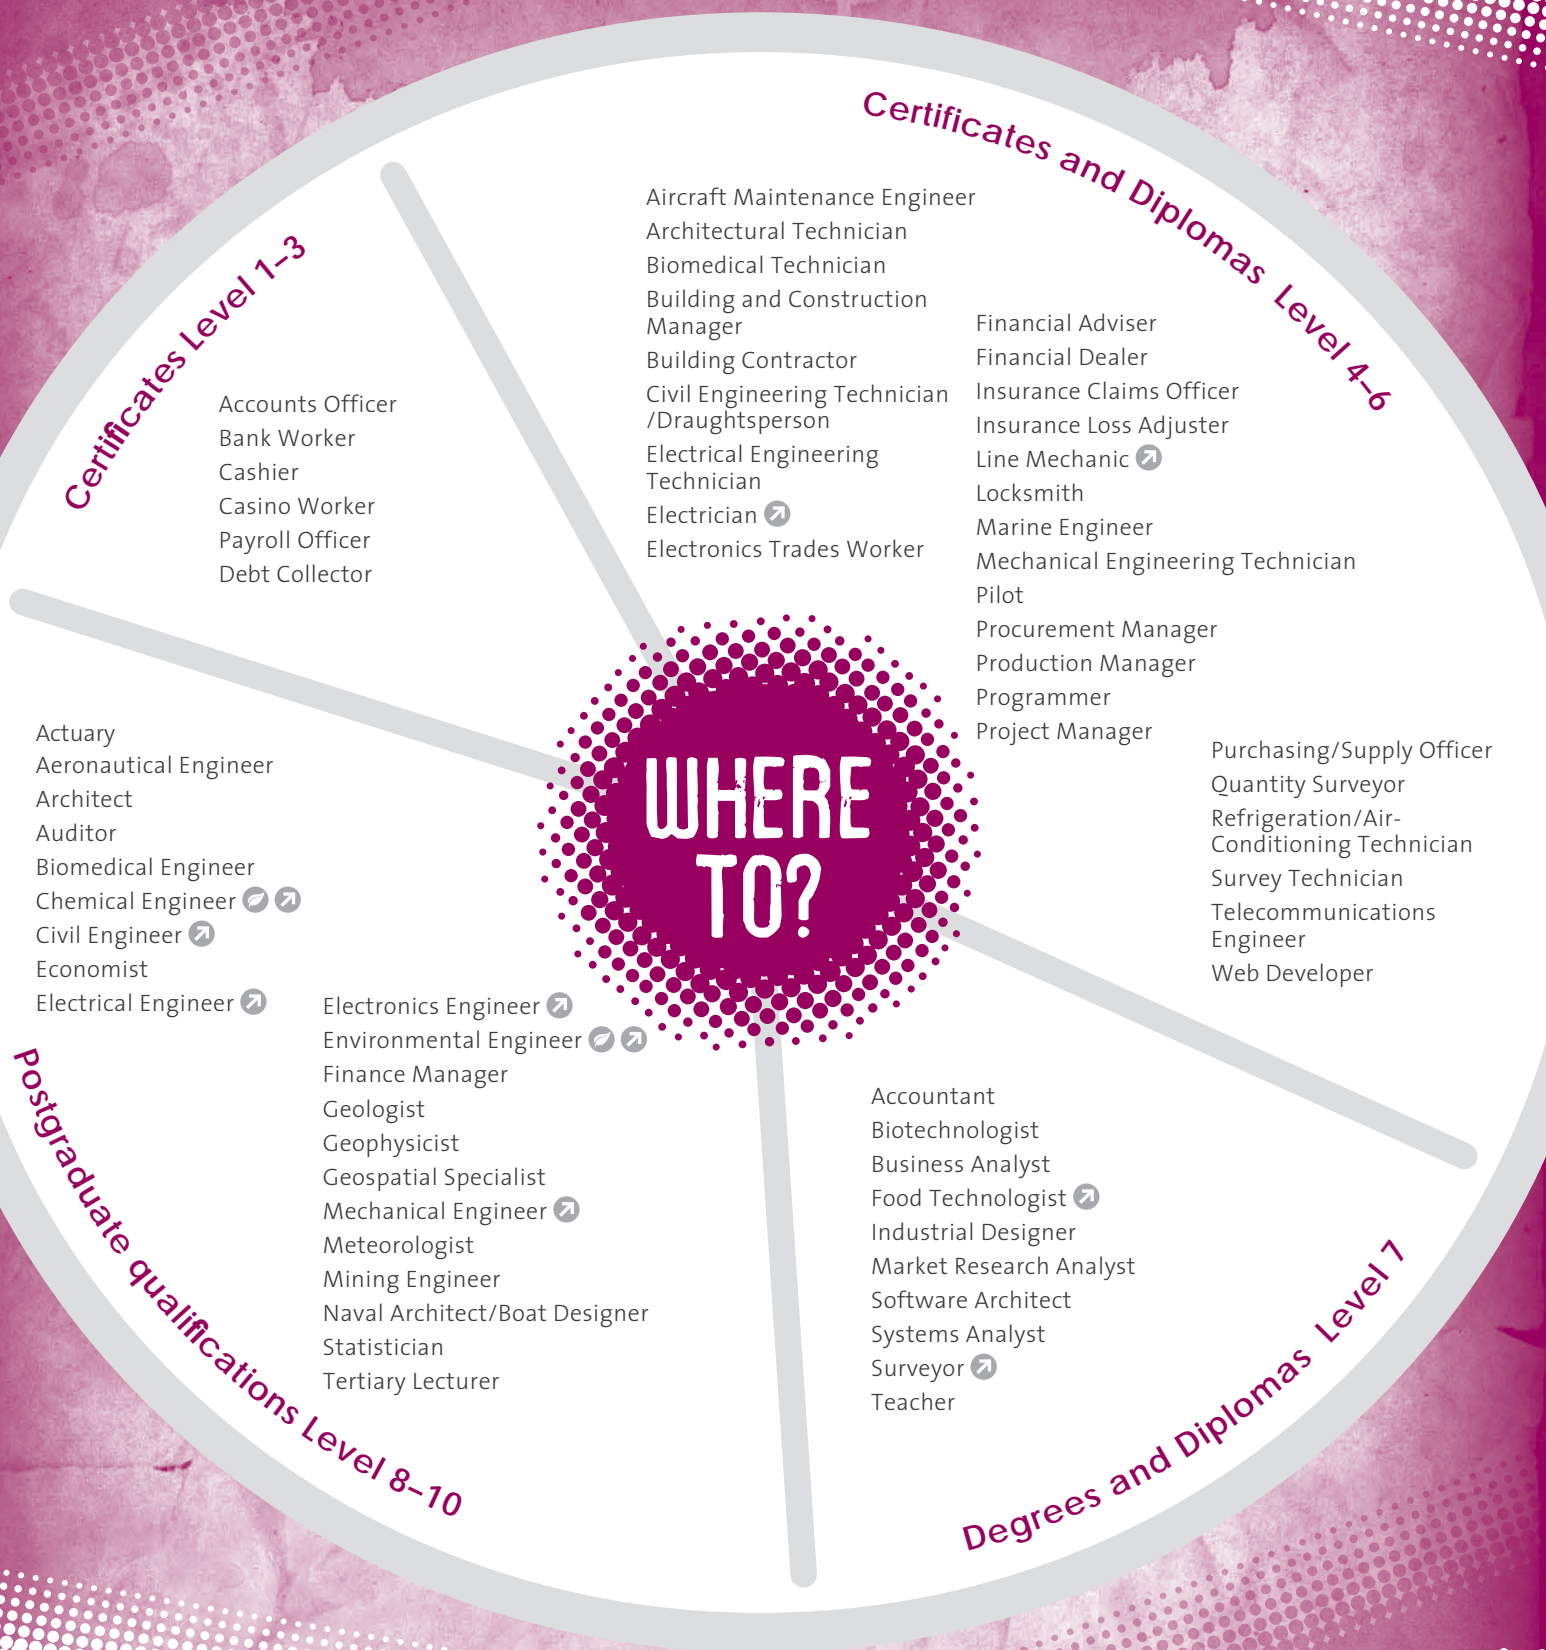 Certificates Level 1–3
Accounts Officer
Bank Worker
Cashier
Casino Worker
Payroll Officer
Debt Collector
Certificates and Diplomas Level 4–6
Aircraft Maintenance Engineer
Architectural Technician
Biomedical Technician
Building and Construction
Manager
Building Contractor
Civil Engineering Technician
/Draughtsperson
Electrical Engineering
Technician
Electrician
Electronics Trades Worker
Financial Adviser
Financial Dealer
Insurance Claims Officer
Insurance Loss Adjuster
Line Mechanic
Locksmith
Marine Engineer
Mechanical Engineering Technician
Pilot
Procurement Manager
Production Manager
Programmer
Project Manager
Purchasing/Supply Officer
Quantity Surveyor
Refrigeration/Air-
Conditioning Technician
Survey Technician
Telecommunications
Engineer
Web Developer
WHERE
TO?
Actuary
Aeronautical Engineer
Architect
Auditor
Biomedical Engineer
Chemical Engineer
Civil Engineer
Economist
Electrical Engineer
Electronics Engineer
Environmental Engineer
Finance Manager
Geologist
Geophysicist
Geospatial Specialist
Mechanical Engineer
Meteorologist
Mining Engineer
Naval Architect/Boat Designer
Statistician
Tertiary Lecturer
Postgraduate qualifications Level 8–10
Accountant
Biotechnologist
Business Analyst
Food Technologist
Industrial Designer
Market Research Analyst
Software Architect
Systems Analyst
Surveyor
Teacher
Degrees and Diplomas Level 7